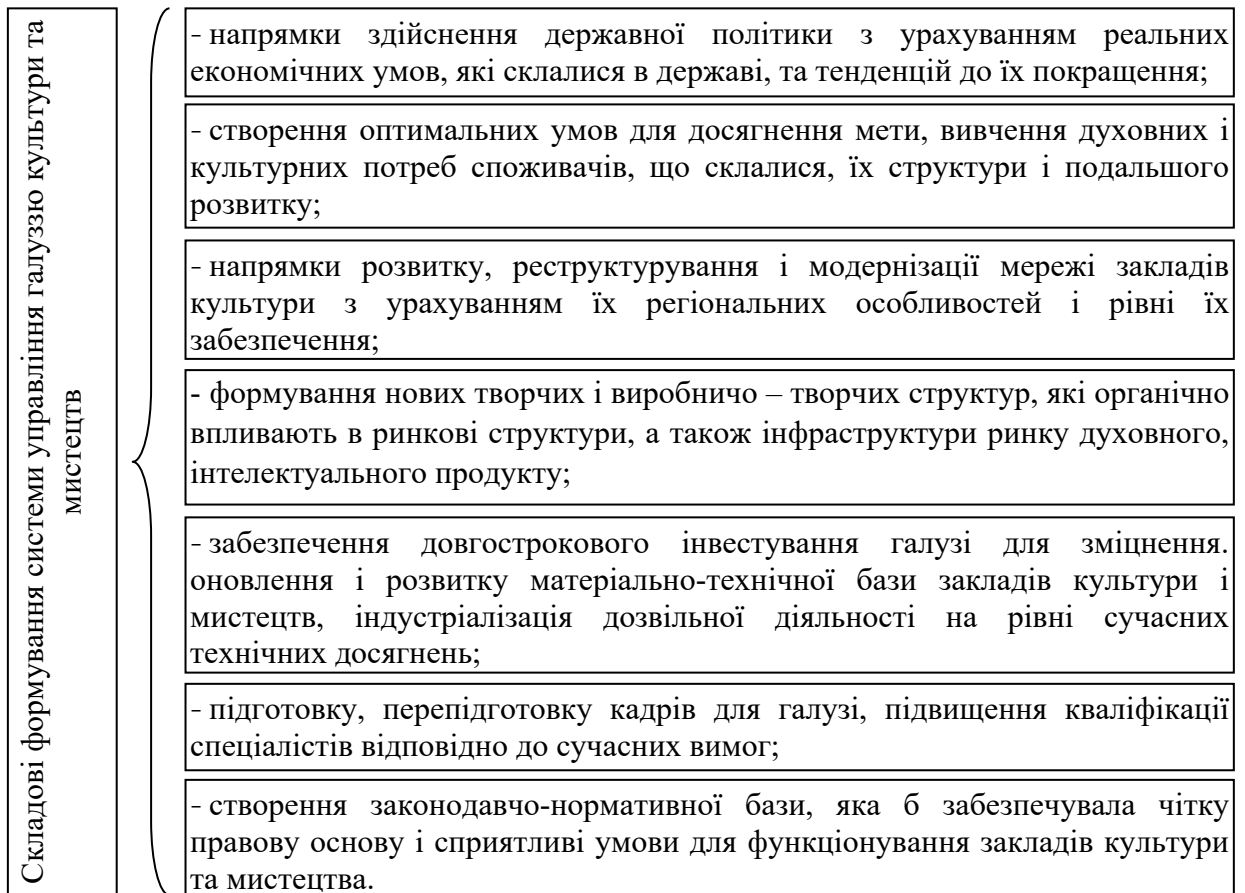 Складові формування системи управління галуззю культури та
мистецтв
- напрямки здійснення державної політики з урахуванням реальних
економічних умов, які склалися в державі, та тенденцій до їх покращення;
- створення оптимальних умов для досягнення мети, вивчення духовних і
культурних потреб споживачів, що склалися, їх структури і подальшого
розвитку;
- напрямки розвитку, реструктурування і модернізації мережі закладів
культури з урахуванням їх регіональних особливостей і рівні їх
забезпечення;
- формування нових творчих і виробничо – творчих структур, які органічно
впливають в ринкові структури, а також інфраструктури ринку духовного,
інтелектуального продукту;
- забезпечення довгострокового інвестування галузі для зміцнення.
оновлення і розвитку матеріально-технічної бази закладів культури і
мистецтв, індустріалізація дозвільної діяльності на рівні сучасних
технічних досягнень;
- підготовку, перепідготовку кадрів для галузі, підвищення кваліфікації
спеціалістів відповідно до сучасних вимог;
- створення законодавчо-нормативної бази, яка б забезпечувала чітку
правову основу і сприятливі умови для функціонування закладів культури
та мистецтва.